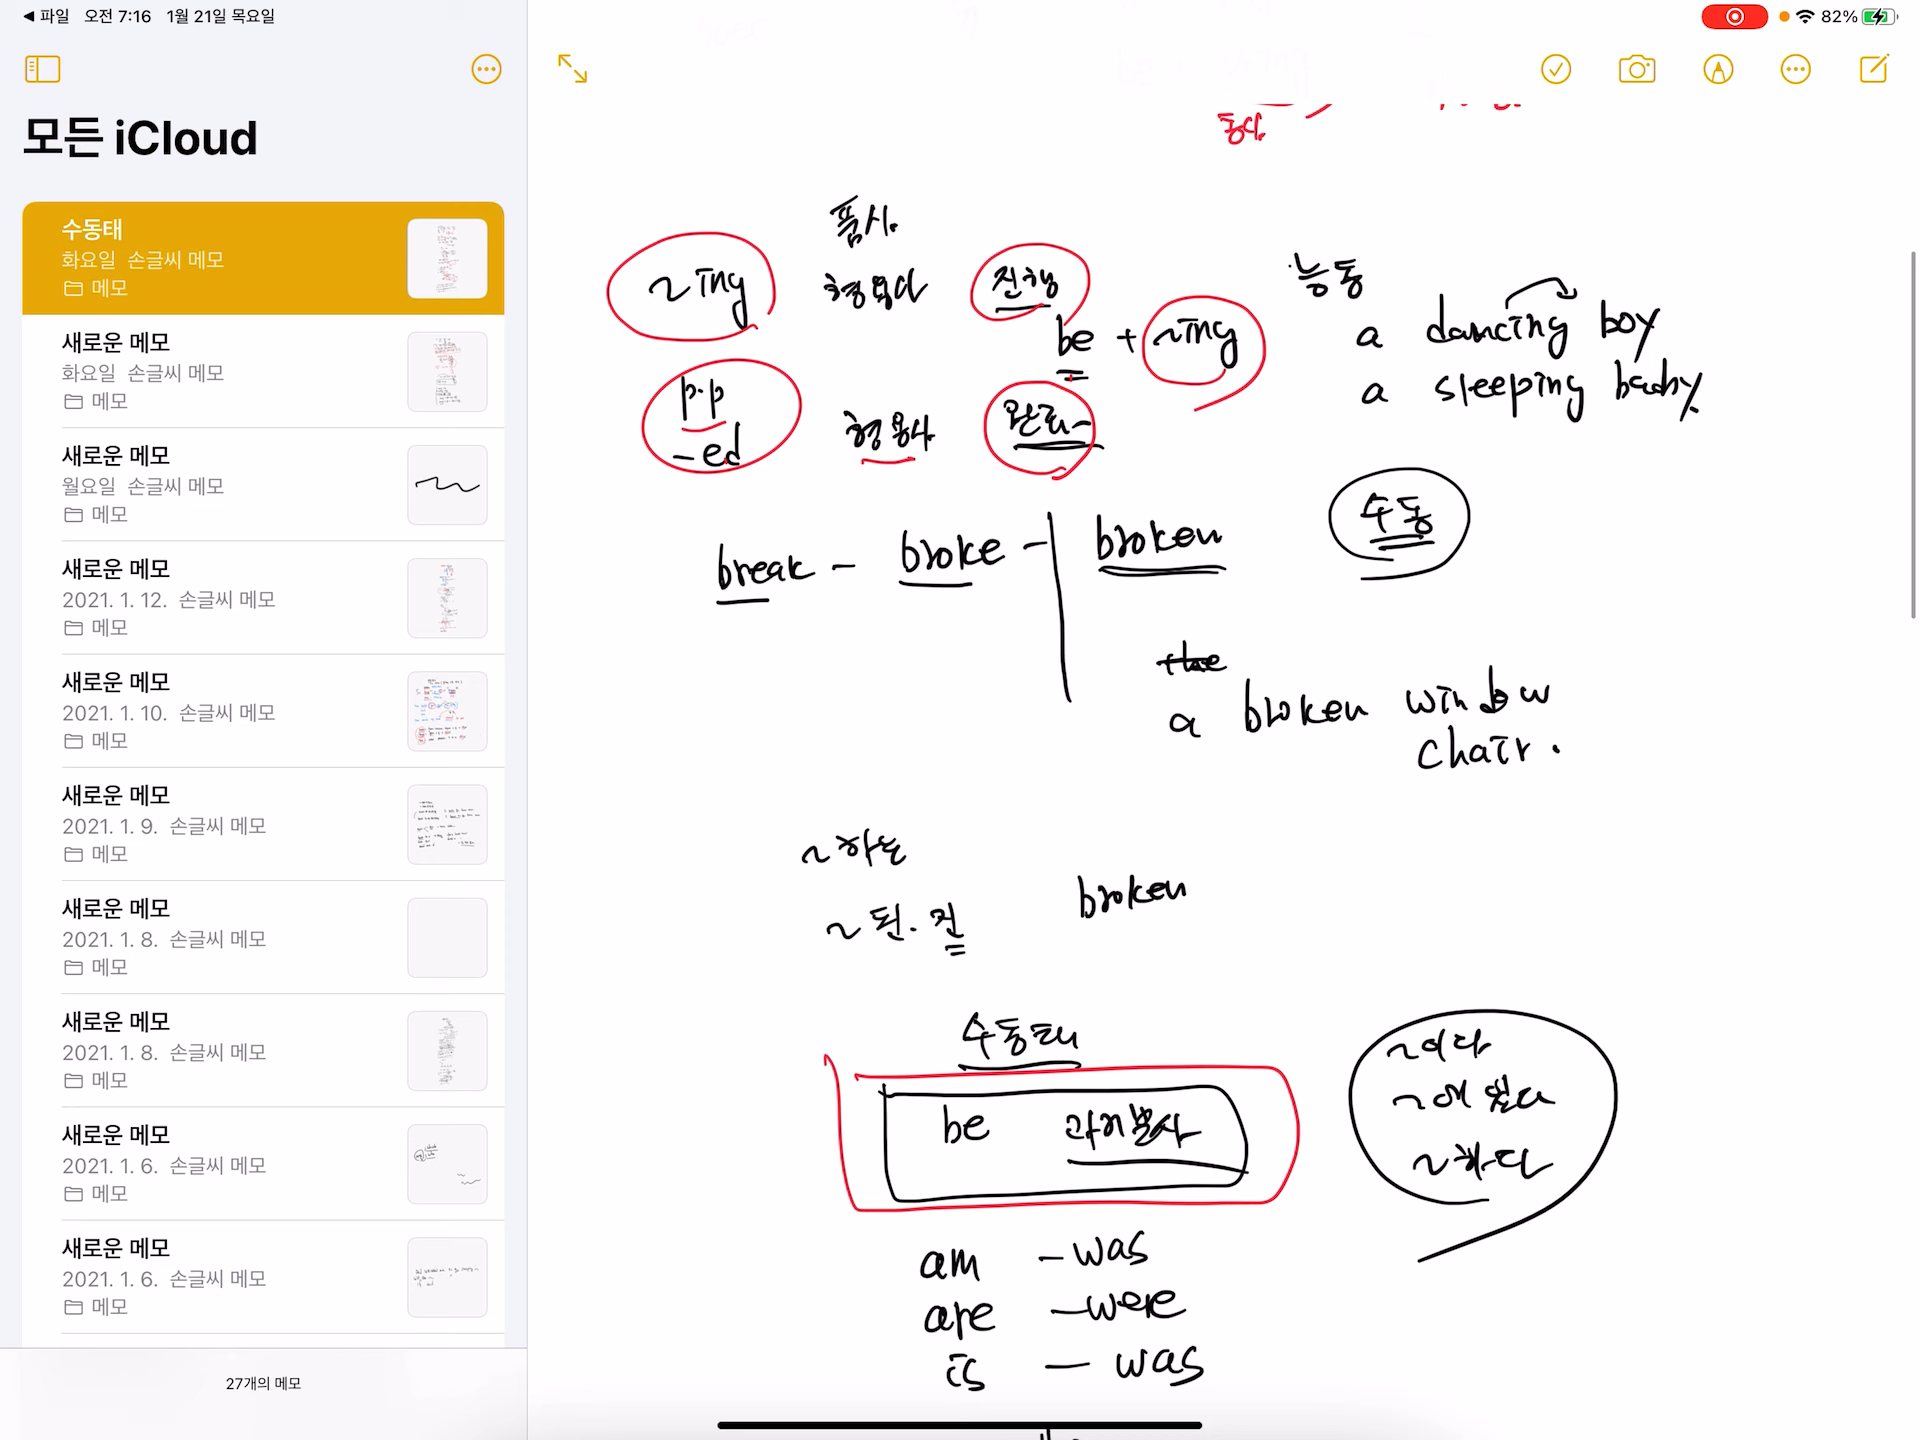 파일 오전 7:16 1월 21일 목요일
82%
모든 iCloud
수동태
화요일 손글씨 메모
메모
새로운 메모
화요일 손글씨 메모
메모
새로운 메모
월요일 손글씨 메모
메모
새로운 메모
2021. 1. 12. 손글씨 메모
메모
새로운 메모
2021. 1. 10. 손글씨 메모
메모
새로운 메모
2021. 1. 9. 손글씨 메모
메모
새로운 메모
2021. 1. 8. 손글씨 메모
메모
새로운 메모
2021. 1. 8. 손글씨 메모
메모
새로운 메모
2021. 1. 6. 손글씨 메모
메모
새로운 메모
2021. 1. 6. 손글씨 메모
메모
27개의 메모
동사
품사
~ing 형용사 진행
be + ~ing
능동
a dancing boy
a sleeping baby
p.p
-ed 형용사 완료
수동
break - broke - broken
the
a broken window
chair.
~하는
~된. 진 broken
수동태
be 과거분사
~이다
~에 있다
~하다
am - was
are - were
is - was